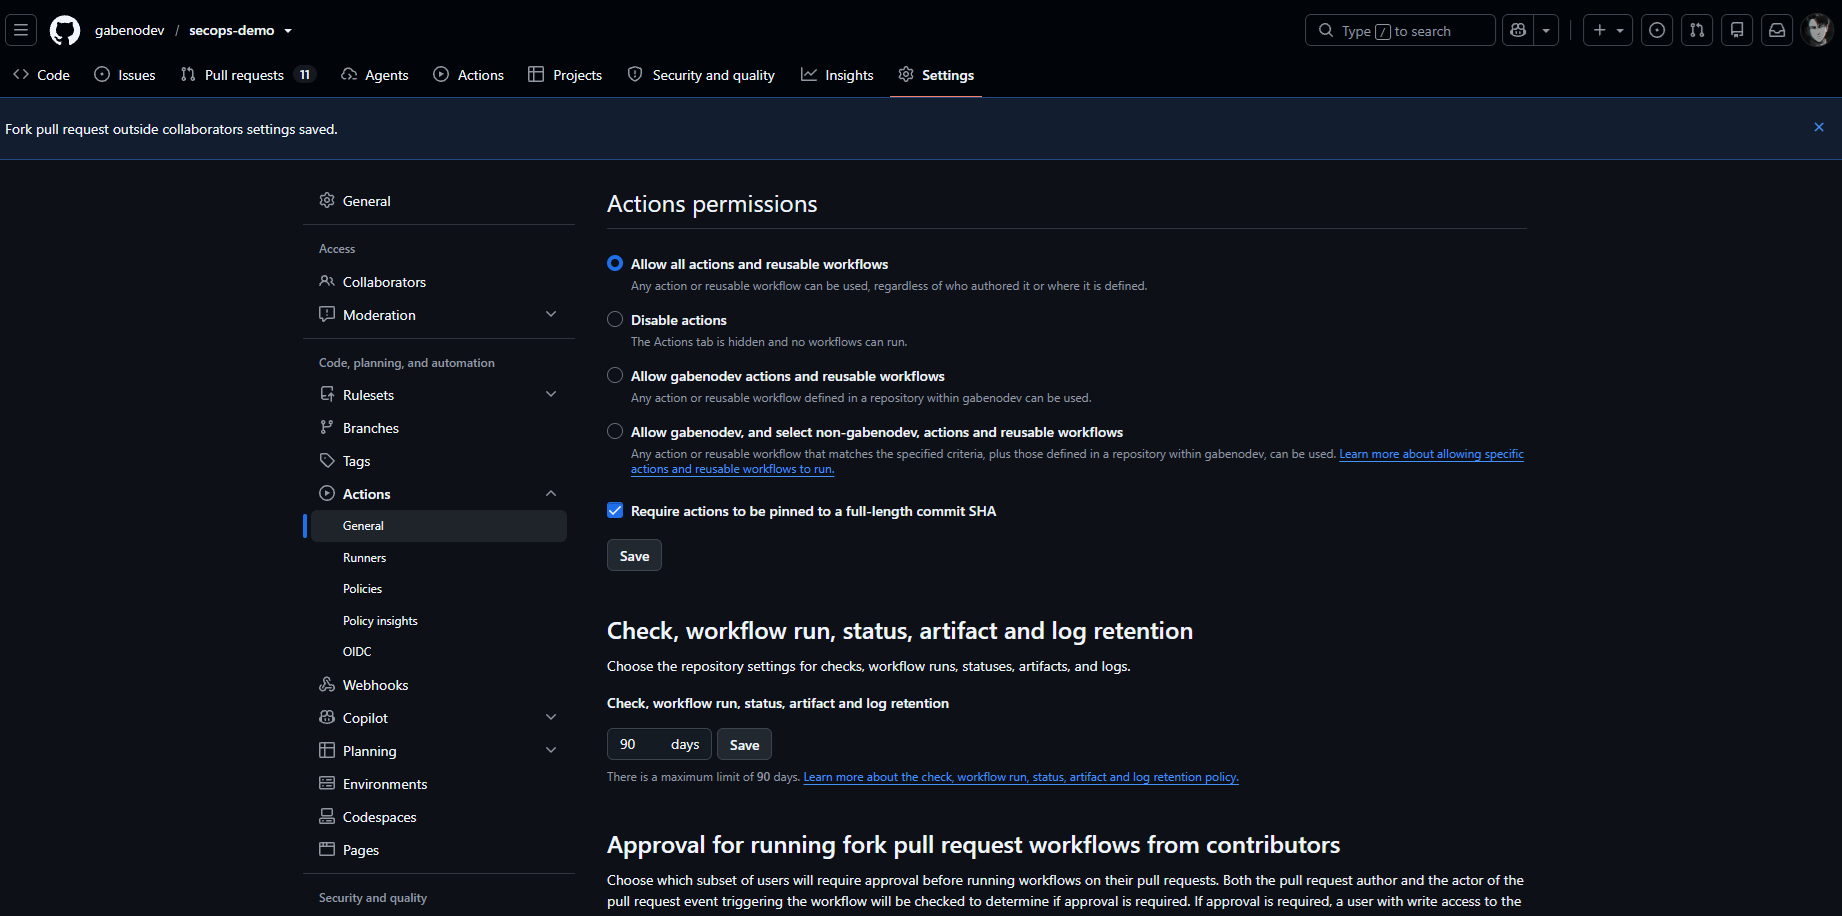 gabenodev / secops-demo
Type / to search
Code
Issues
Pull requests 11
Agents
Actions
Projects
Security and quality
Insights
Settings
Fork pull request outside collaborators settings saved.
General
Access
Collaborators
Moderation
Code, planning, and automation
Rulesets
Branches
Tags
Actions
General
Runners
Policies
Policy insights
OIDC
Webhooks
Copilot
Planning
Environments
Codespaces
Pages
Security and quality
Actions permissions
Allow all actions and reusable workflows
Any action or reusable workflow can be used, regardless of who authored it or where it is defined.
Disable actions
The Actions tab is hidden and no workflows can run.
Allow gabenodev actions and reusable workflows
Any action or reusable workflow defined in a repository within gabenodev can be used.
Allow gabenodev, and select non-gabenodev, actions and reusable workflows
Any action or reusable workflow that matches the specified criteria, plus those defined in a repository within gabenodev, can be used. Learn more about allowing specific
actions and reusable workflows to run.
Require actions to be pinned to a full-length commit SHA
Save
Check, workflow run, status, artifact and log retention
Choose the repository settings for checks, workflow runs, statuses, artifacts, and logs.
Check, workflow run, status, artifact and log retention
90 days Save
There is a maximum limit of 90 days. Learn more about the check, workflow run, status, artifact and log retention policy.
Approval for running fork pull request workflows from contributors
Choose which subset of users will require approval before running workflows on their pull requests. Both the pull request author and the actor of the
pull request event triggering the workflow will be checked to determine if approval is required. If approval is required, a user with write access to the